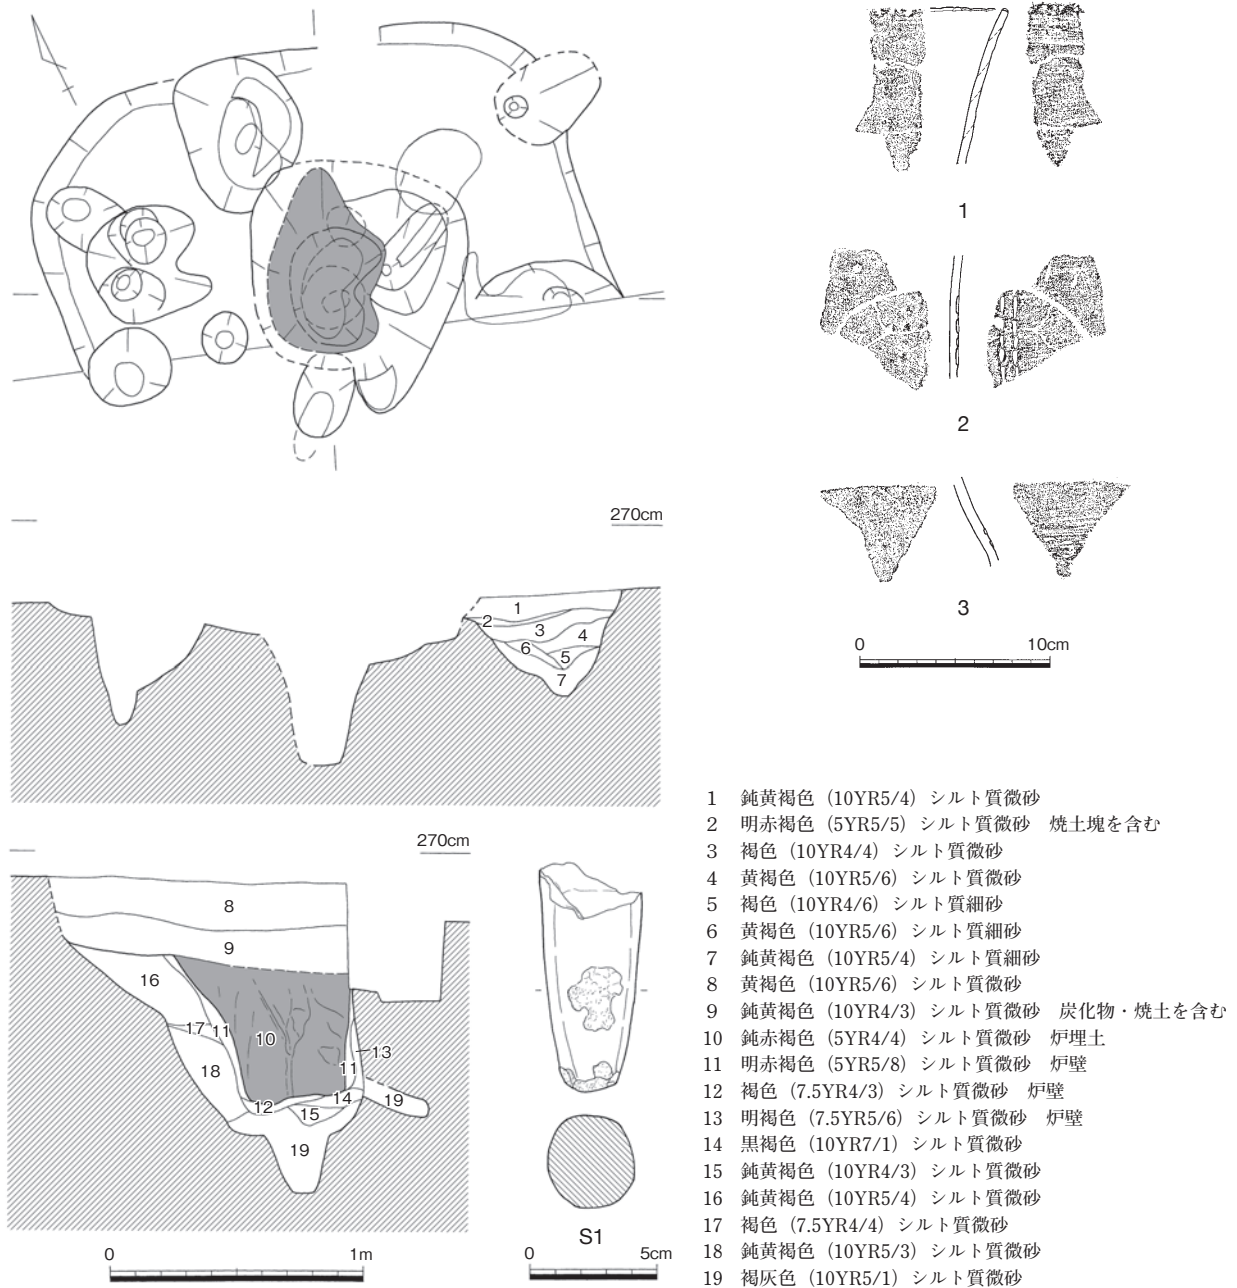 1
2
3
0 10cm
270cm
1
2
3
4
5
6
7
270cm
8
9
16
17
11
10
18
13
11
12
14
15
19
19
S1
0 1m
0 5cm
1 鈍黄褐色（10YR5/4）シルト質微砂
2 明赤褐色（5YR5/5）シルト質微砂　焼土塊を含む
3 褐色（10YR4/4）シルト質微砂
4 黄褐色（10YR5/6）シルト質微砂
5 褐色（10YR4/6）シルト質細砂
6 黄褐色（10YR5/6）シルト質細砂
7 鈍黄褐色（10YR5/4）シルト質細砂
8 黄褐色（10YR5/6）シルト質微砂
9 鈍黄褐色（10YR4/3）シルト質微砂　炭化物・焼土を含む
10 鈍赤褐色（5YR4/4）シルト質微砂　炉埋土
11 明赤褐色（5YR5/8）シルト質微砂　炉壁
12 褐色（7.5YR4/3）シルト質微砂　炉壁
13 明褐色（7.5YR5/6）シルト質微砂　炉壁
14 黒褐色（10YR7/1）シルト質微砂
15 鈍黄褐色（10YR4/3）シルト質微砂
16 鈍黄褐色（10YR5/4）シルト質微砂
17 褐色（7.5YR4/4）シルト質微砂
18 鈍黄褐色（10YR5/3）シルト質微砂
19 褐灰色（10YR5/1）シルト質微砂